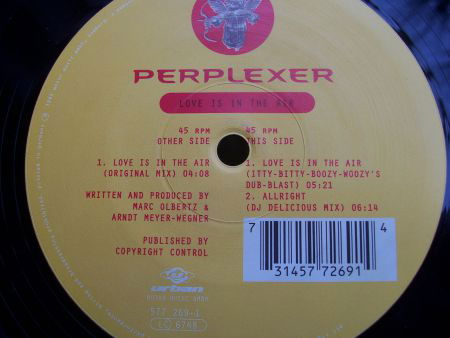 PERPLEXER
LOVE IS IN THE AIR
45 RPM
OTHER SIDE
1. LOVE IS IN THE AIR
(ORIGINAL MIX) 04:08
WRITTEN AND PRODUCED BY
MARC OLBERTZ &
ARNDT MEYER-WEGNER
PUBLISHED BY
COPYRIGHT CONTROL
45 RPM
THIS SIDE
1. LOVE IS IN THE AIR
(ITTY-BITTY-BOOZY-WOOZY'S
DUB-BLAST) 05:21
2. ALLRIGHT
(DJ DELICIOUS MIX) 06:14
7 31457 72691 4
urban
577 269-1
LC 6748